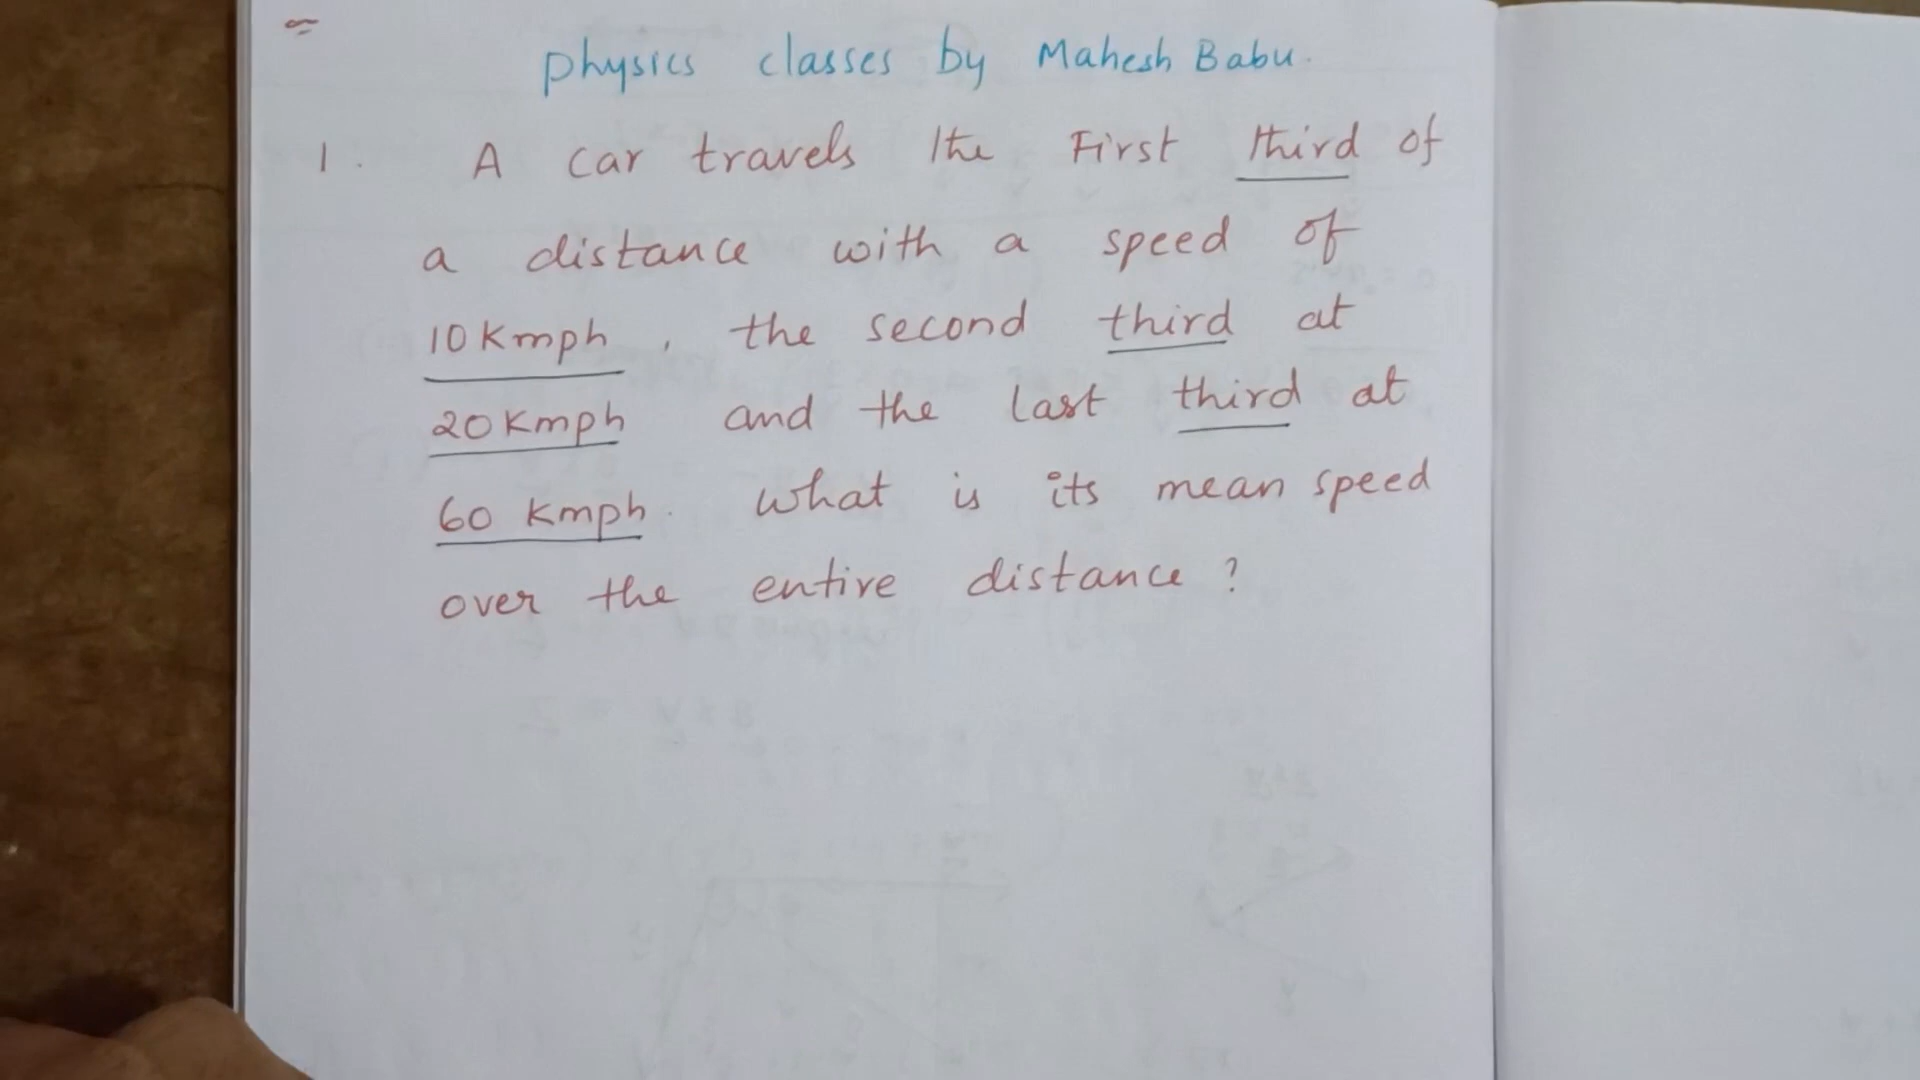 physics classes by Mahesh Babu.
1. A car travels the First third of
a distance with a speed of
10 Kmph, the second third at
20 Kmph and the last third at
60 Kmph. What is its mean speed
over the entire distance?